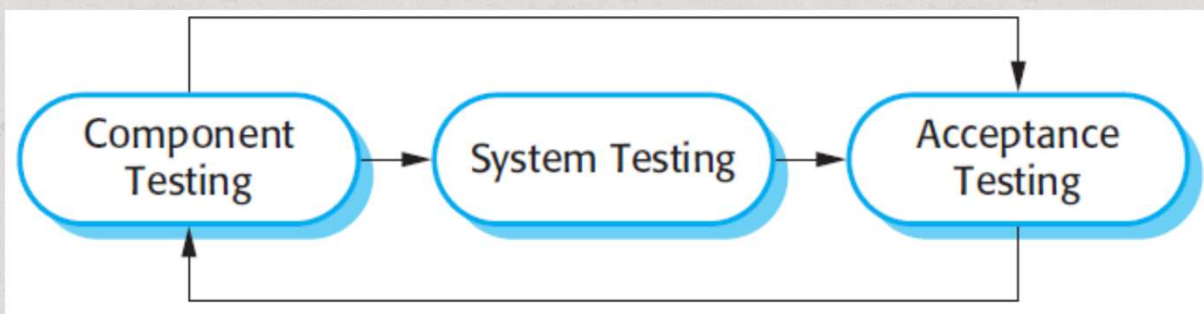 Component
Testing
System Testing
Acceptance
Testing